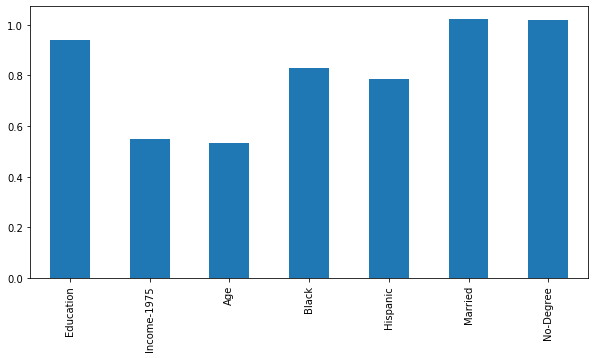 1.0
0.8
0.6
0.4
0.2
0.0
Education
Income-1975
Age
Black
Hispanic
Married
No-Degree